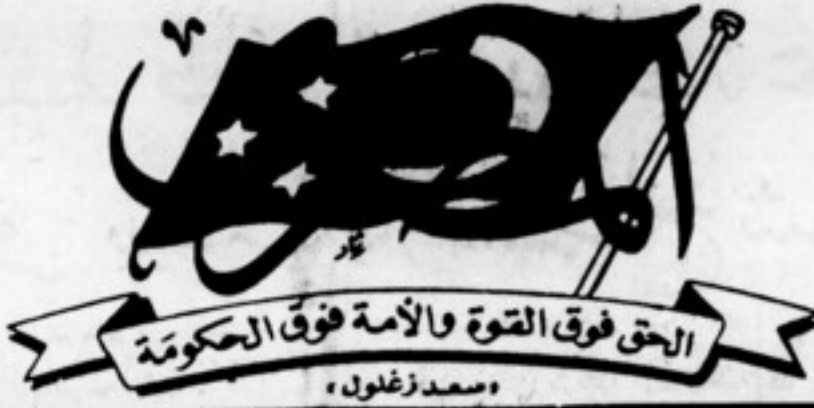 الحق فوق القوة والأمة فوق الحكومة
«سعد زغلول»